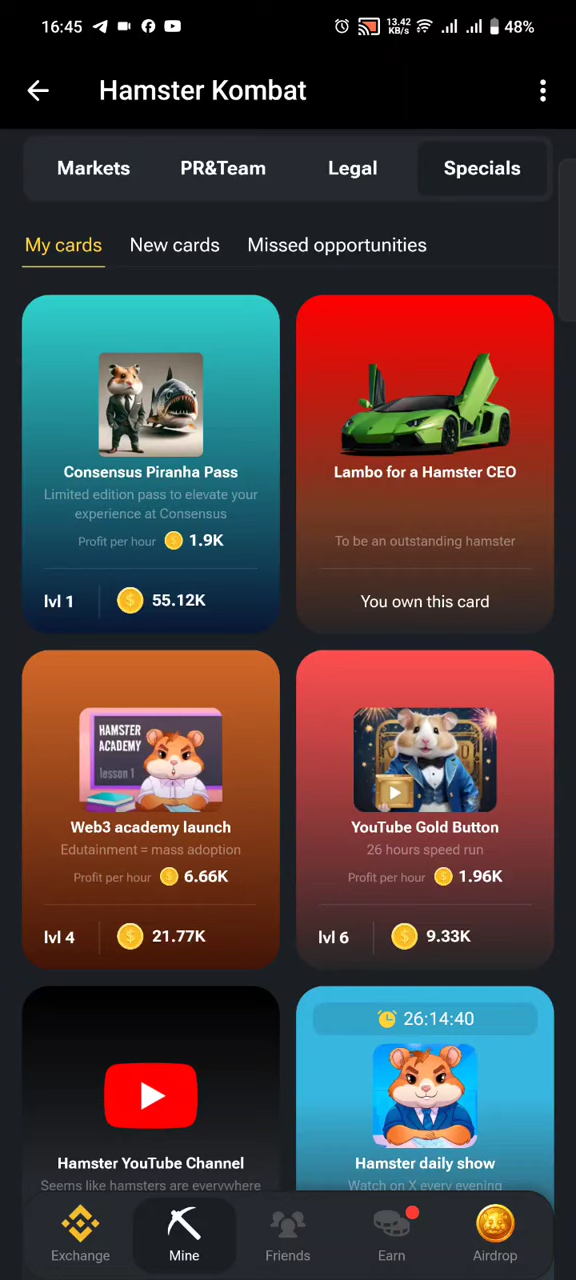 16:45
13.42
KB/s
48%
Hamster Kombat
Markets
PR&Team
Legal
Specials
My cards
New cards
Missed opportunities
Consensus Piranha Pass
Limited edition pass to elevate your
experience at Consensus
Profit per hour 1.9K
lvl 1
55.12K
Lambo for a Hamster CEO
To be an outstanding hamster
You own this card
HAMSTER
ACADEMY
lesson 1
Web3 academy launch
Edutainment = mass adoption
Profit per hour 6.66K
lvl 4
21.77K
YouTube Gold Button
26 hours speed run
Profit per hour 1.96K
lvl 6
9.33K
Hamster YouTube Channel
Seems like hamsters are everywhere
26:14:40
Hamster daily show
Watch on X every evening
Exchange
Mine
Friends
Earn
Airdrop